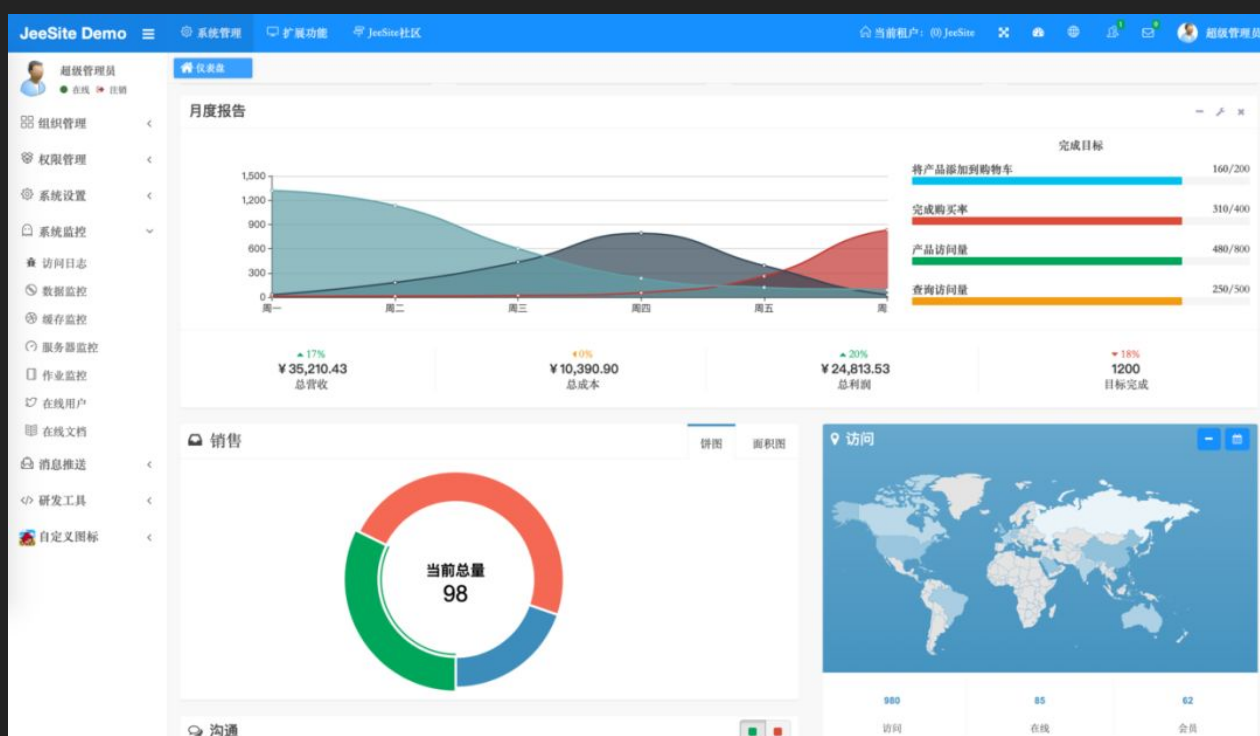 JeeSite Demo
系统管理
扩展功能
JeeSite社区
当前租户：(0) JeeSite
1
超级管理员
超级管理员
在线 注销
仪表盘
组织管理
权限管理
系统设置
系统监控
访问日志
数据监控
缓存监控
服务器监控
作业监控
在线用户
在线文档
消息推送
研发工具
自定义图标
月度报告
1,500
1,200
900
600
300
0
周一
周二
周三
周四
周五
周
完成目标
将产品添加到购物车 160/200
完成购买率 310/400
产品访问量 480/800
查询访问量 250/500
17%
¥35,210.43
总营收
0%
¥10,390.90
总成本
20%
¥24,813.53
总利润
18%
1200
目标完成
销售
饼图
面积图
当前总量
98
访问
980
访问
85
在线
62
会员
沟通